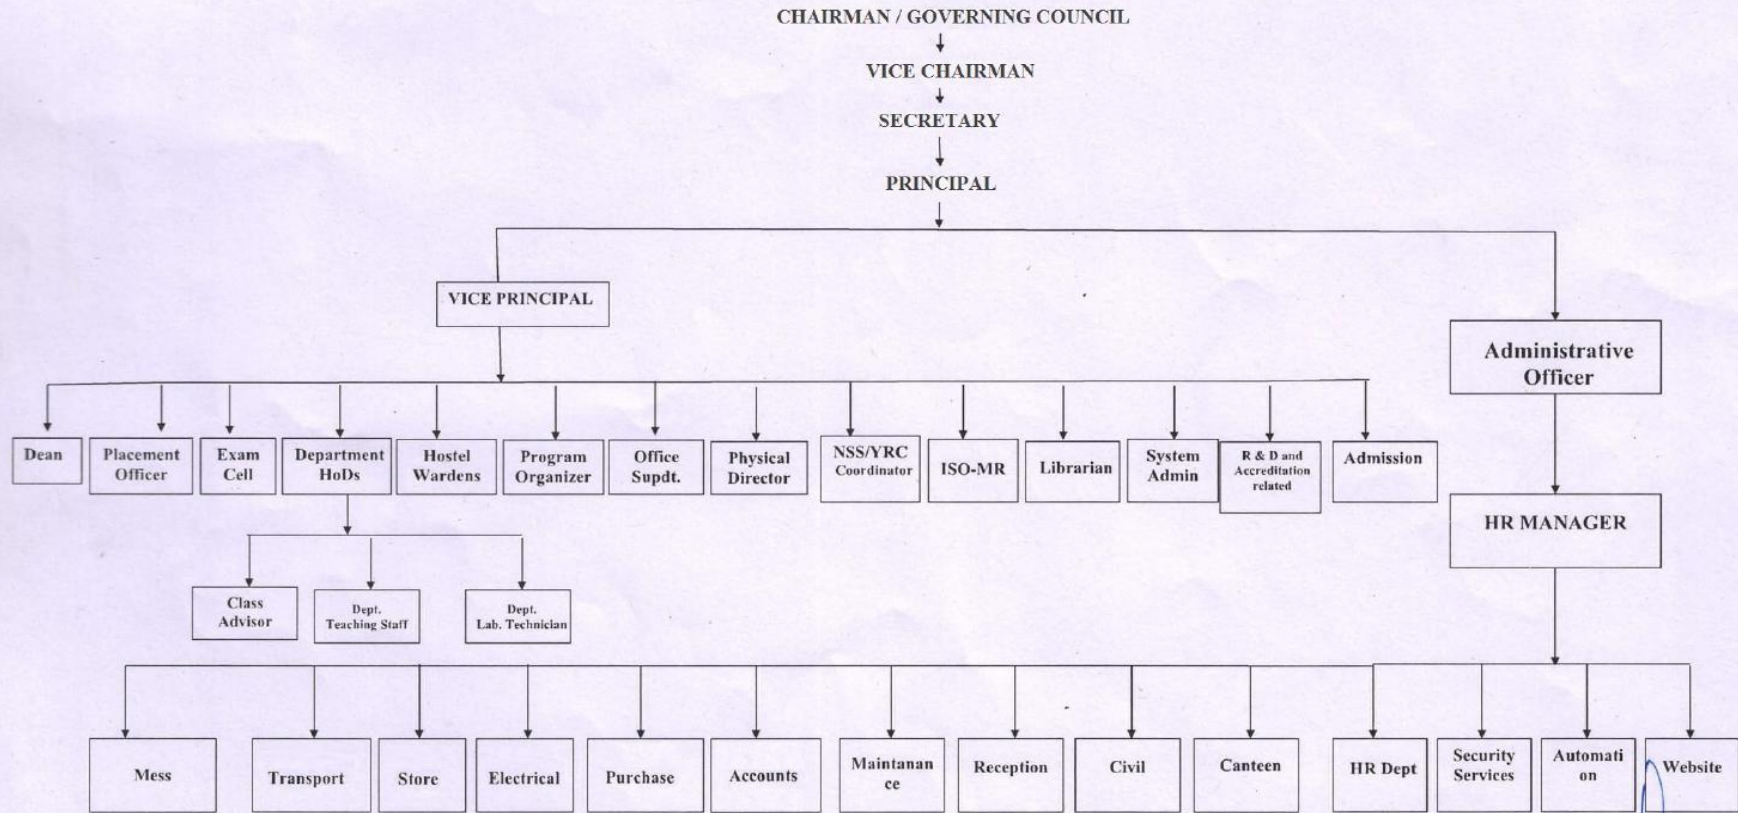 CHAIRMAN / GOVERNING COUNCIL
VICE CHAIRMAN
SECRETARY
PRINCIPAL
VICE PRINCIPAL
Administrative
Officer
Dean
Placement
Officer
Exam
Cell
Department
HoDs
Hostel
Wardens
Program
Organizer
Office
Supdt.
Physical
Director
NSS/YRC
Coordinator
ISO-MR
Librarian
System
Admin
R & D and
Accreditation
related
Admission
HR MANAGER
Class
Advisor
Dept.
Teaching Staff
Dept.
Lab. Technician
Mess
Transport
Store
Electrical
Purchase
Accounts
Maintanan
ce
Reception
Civil
Canteen
HR Dept
Security
Services
Automati
on
Website